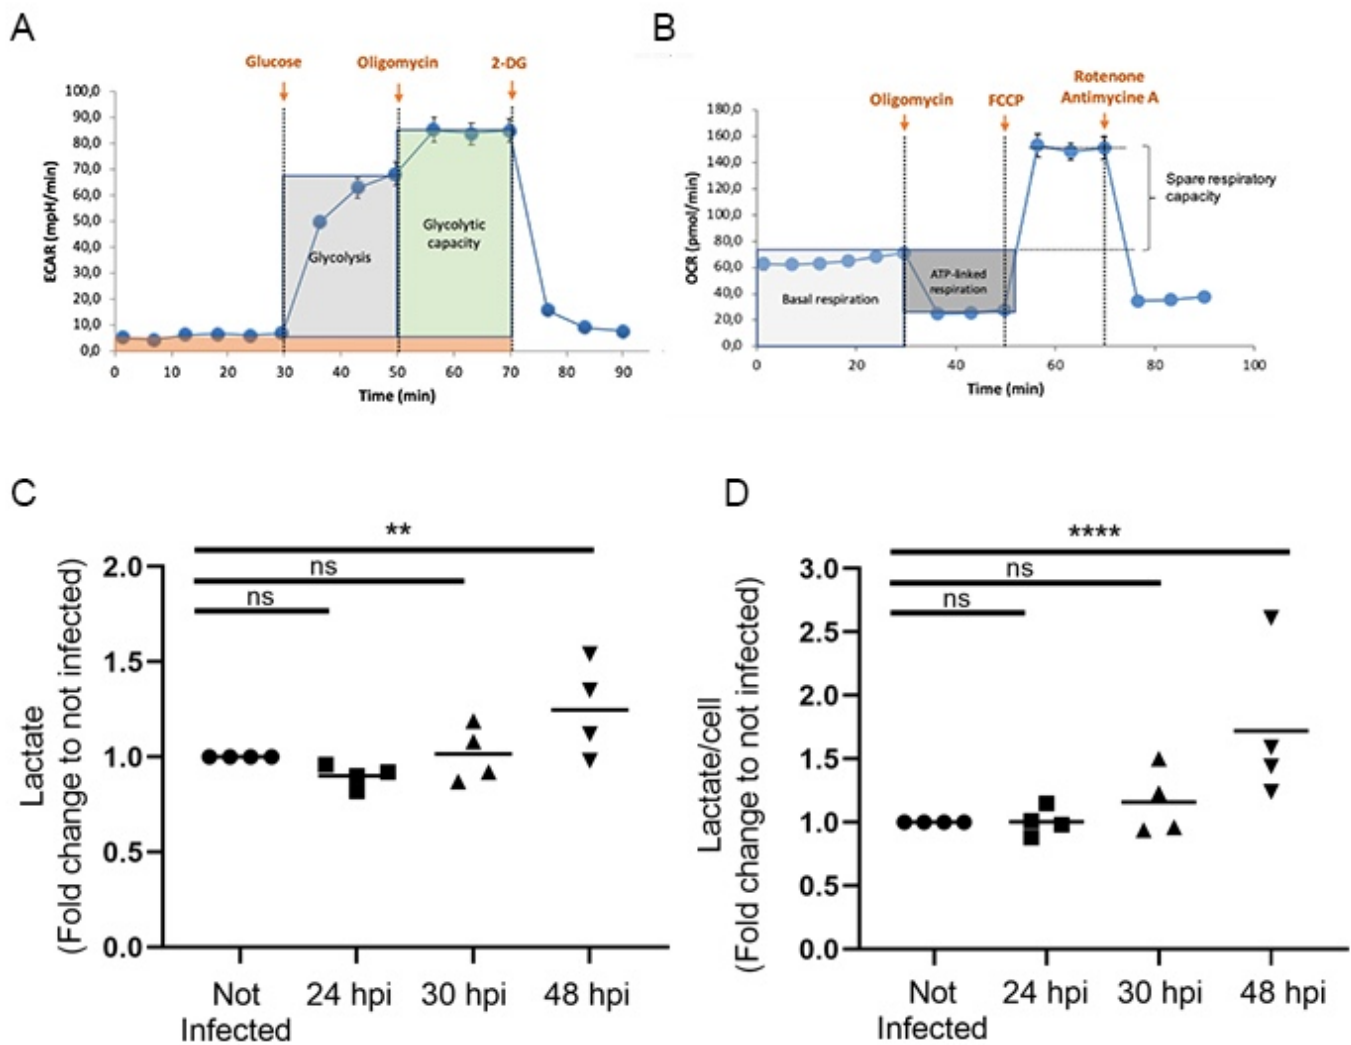 A
Glucose
Oligomycin
2-DG
100,0
90,0
80,0
70,0
60,0
50,0
40,0
30,0
20,0
10,0
0,0
ECAR (mpH/min)
Glycolysis
Glycolytic
capacity
0 10 20 30 40 50 60 70 80 90
Time (min)
B
Oligomycin
FCCP
Rotenone
Antimycine A
180,0
160,0
140,0
120,0
100,0
80,0
60,0
40,0
20,0
0,0
OCR (pmol/min)
Basal respiration
ATP-linked
respiration
Spare respiratory
capacity
0 20 40 60 80 100
Time (min)
C
**
ns
ns
2.0
1.5
1.0
0.5
0.0
Lactate
(Fold change to not infected)
Not
Infected
24 hpi
30 hpi
48 hpi
D
****
ns
ns
3.0
2.5
2.0
1.5
1.0
0.5
0.0
Lactate/cell
(Fold change to not infected)
Not
Infected
24 hpi
30 hpi
48 hpi